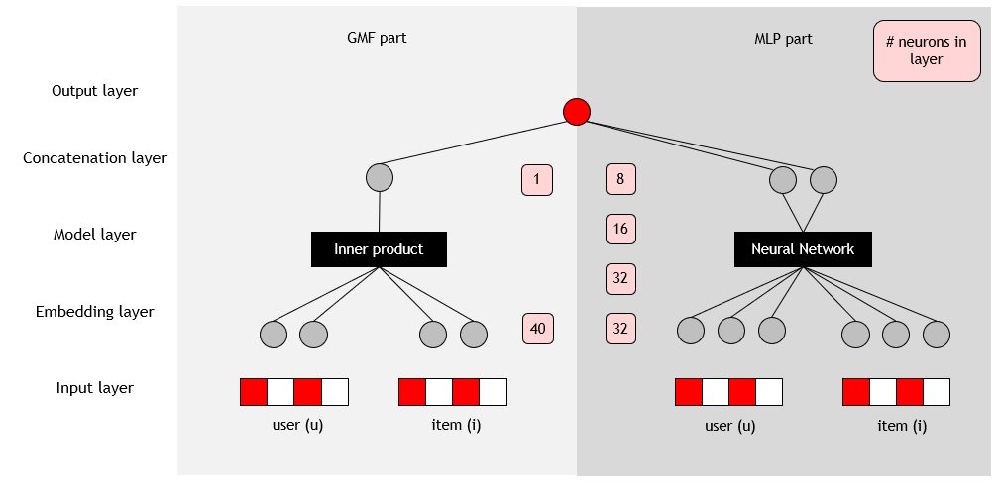 GMF part
MLP part
# neurons in
layer
Output layer
Concatenation layer
1
8
Model layer
16
Inner product
Neural Network
32
Embedding layer
40
32
Input layer
user (u)
item (i)
user (u)
item (i)